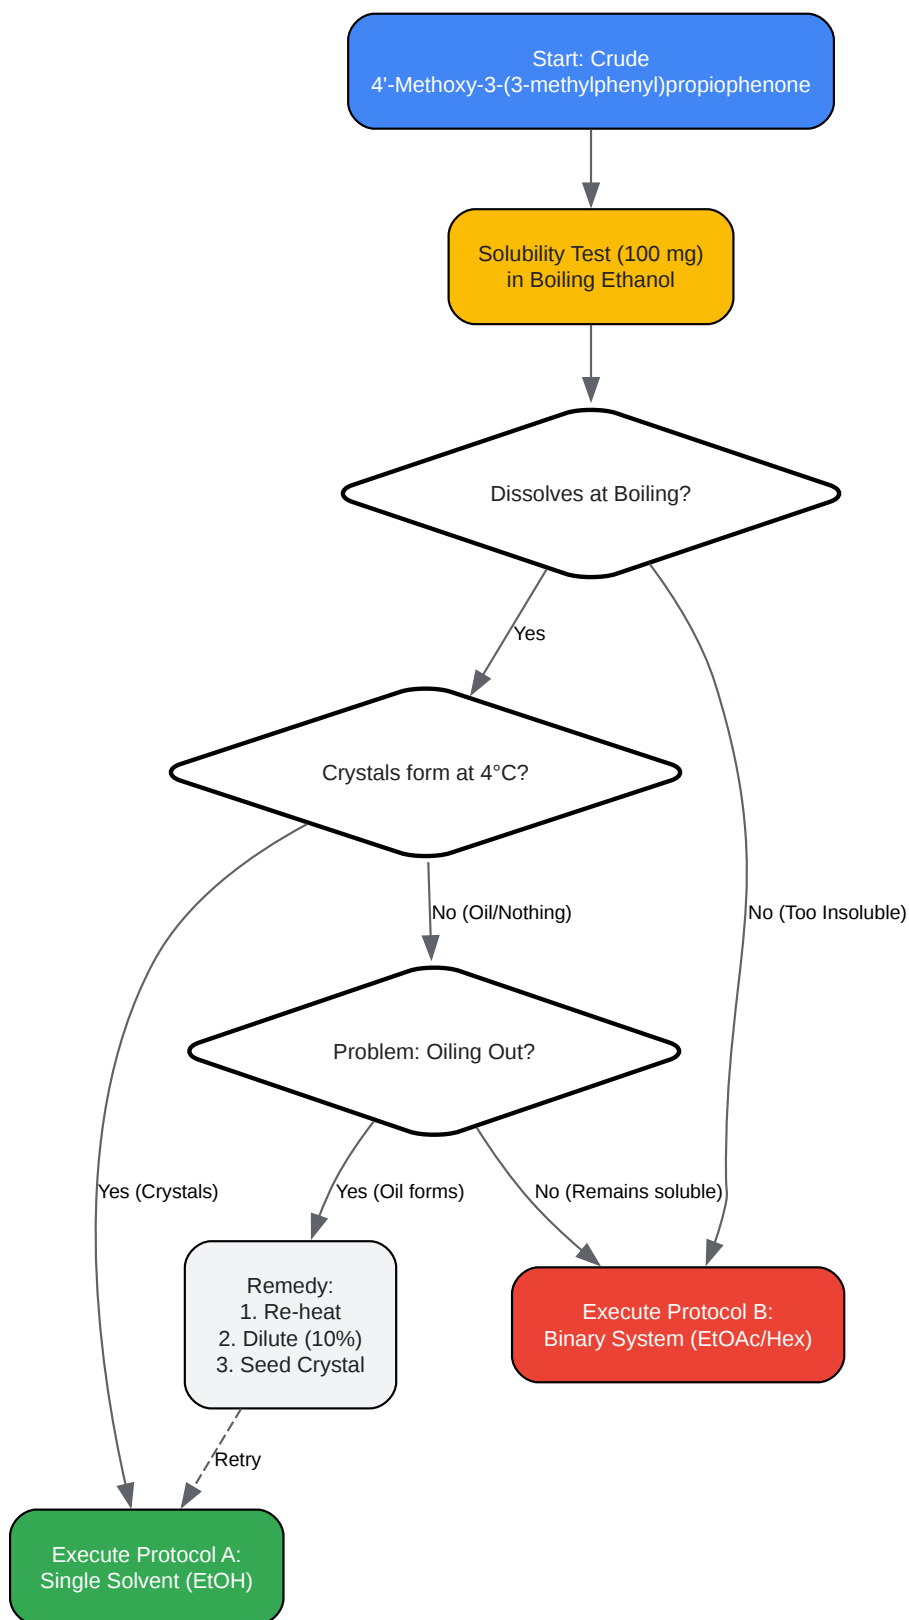 Start: Crude
4'-Methoxy-3-(3-methylphenyl)propiophenone
Solubility Test (100 mg)
in Boiling Ethanol
Dissolves at Boiling?
Yes
Crystals form at 4°C?
No (Oil/Nothing)
No (Too Insoluble)
Problem: Oiling Out?
Yes (Crystals)
Yes (Oil forms)
No (Remains soluble)
Remedy:
1. Re-heat
2. Dilute (10%)
3. Seed Crystal
Execute Protocol B:
Binary System (EtOAc/Hex)
Retry
Execute Protocol A:
Single Solvent (EtOH)